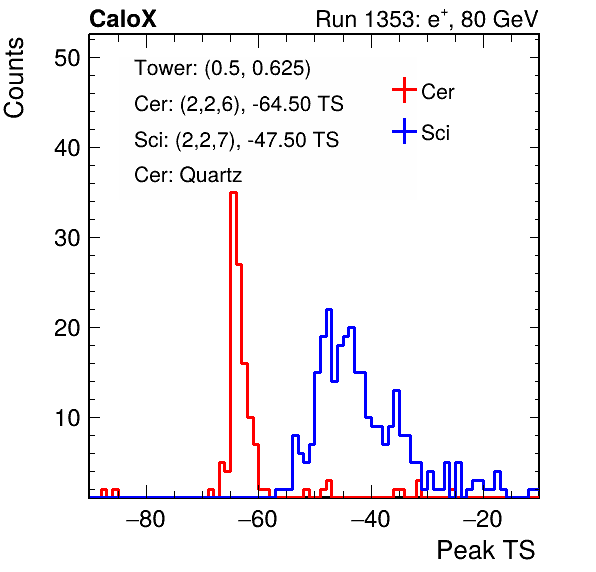 CaloX Run 1353: e⁺, 80 GeV
Counts
50
Tower: (0.5, 0.625)
Cer: (2,2,6), -64.50 TS
Sci: (2,2,7), -47.50 TS
Cer: Quartz
Cer
Sci
40
30
20
10
−80 −60 −40 −20
Peak TS